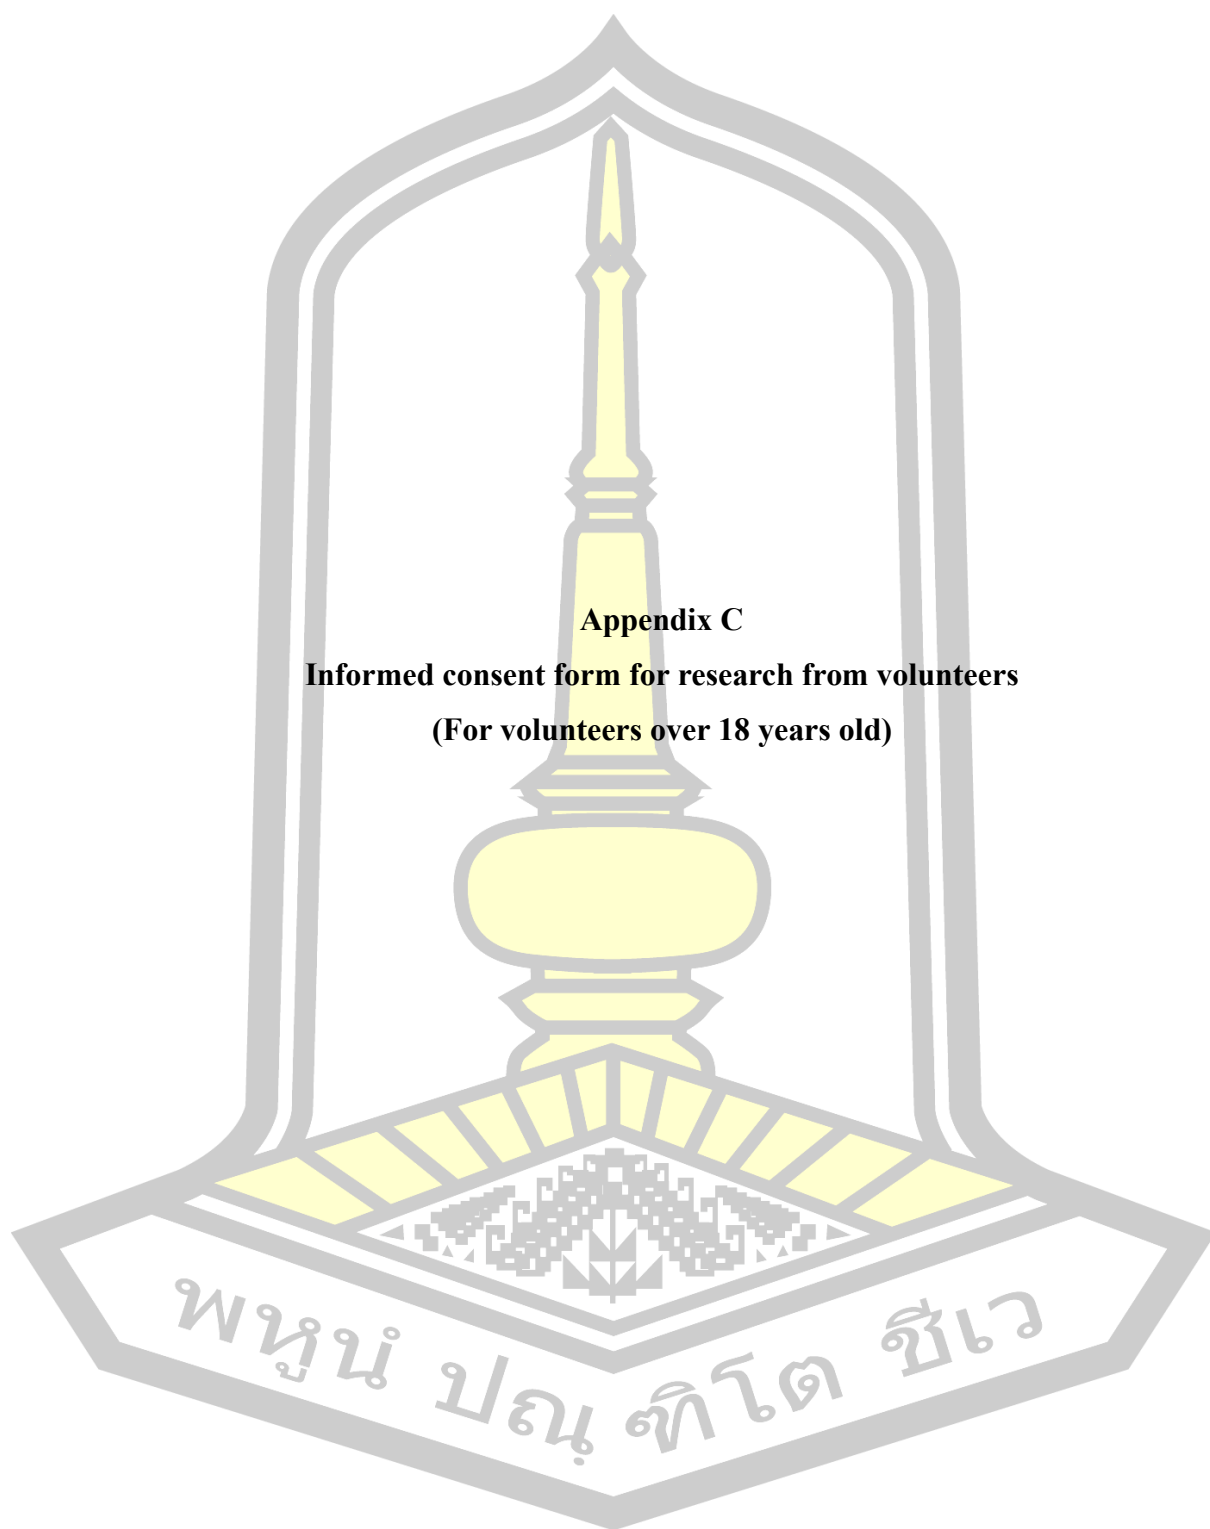 Appendix C
Informed consent form for research from volunteers
(For volunteers over 18 years old)
พหูนํ ปณฺฑิโต ชีเว